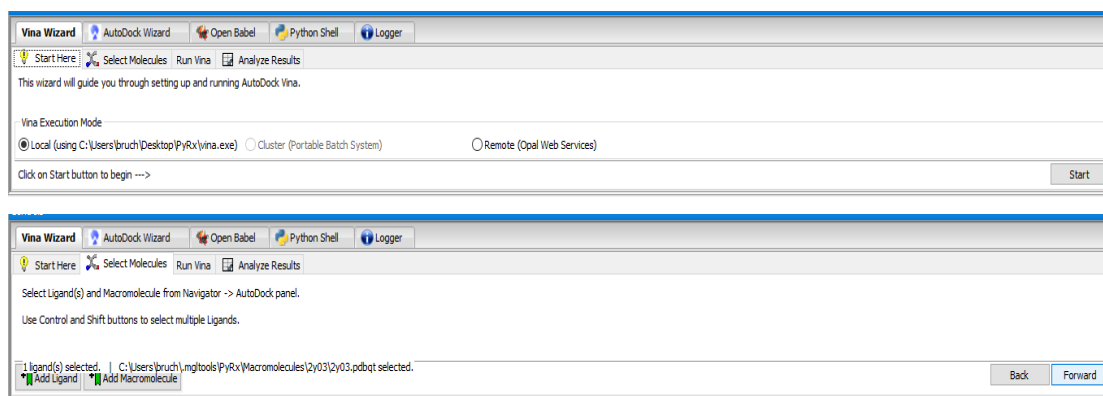 Vina Wizard AutoDock Wizard Open Babel Python Shell Logger
Start Here Select Molecules Run Vina Analyze Results
This wizard will guide you through setting up and running AutoDock Vina.
Vina Execution Mode
Local (using C:\Users\bruch\Desktop\PyRx\vina.exe) Cluster (Portable Batch System) Remote (Opal Web Services)
Click on Start button to begin ---> Start
Vina Wizard AutoDock Wizard Open Babel Python Shell Logger
Start Here Select Molecules Run Vina Analyze Results
Select Ligand(s) and Macromolecule from Navigator -> AutoDock panel.
Use Control and Shift buttons to select multiple Ligands.
1 ligand(s) selected. | C:\Users\bruch\.mgltools\PyRx\Macromolecules\2y03\2y03.pdbqt selected.
Add Ligand Add Macromolecule Back Forward